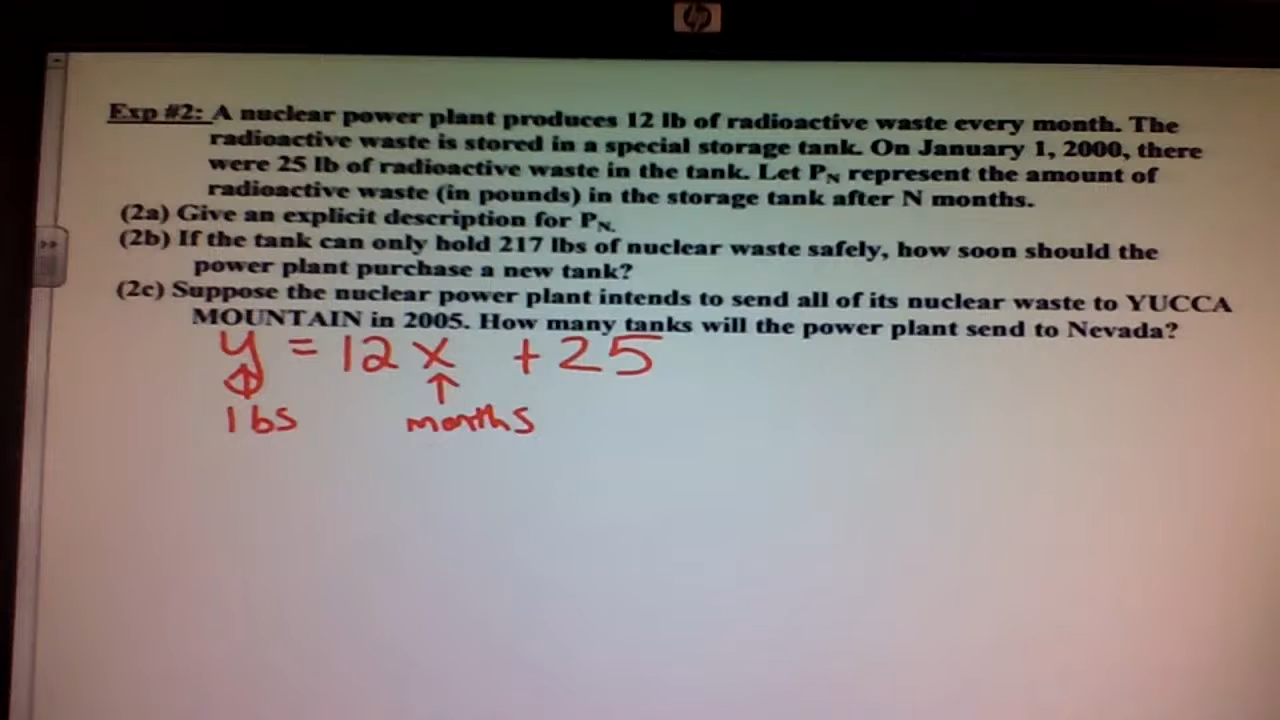 hp
Exp #2: A nuclear power plant produces 12 lb of radioactive waste every month. The
radioactive waste is stored in a special storage tank. On January 1, 2000, there
were 25 lb of radioactive waste in the tank. Let PN represent the amount of
radioactive waste (in pounds) in the storage tank after N months.
(2a) Give an explicit description for PN.
(2b) If the tank can only hold 217 lbs of nuclear waste safely, how soon should the
power plant purchase a new tank?
(2c) Suppose the nuclear power plant intends to send all of its nuclear waste to YUCCA
MOUNTAIN in 2005. How many tanks will the power plant send to Nevada?
y = 12x + 25
lbs months